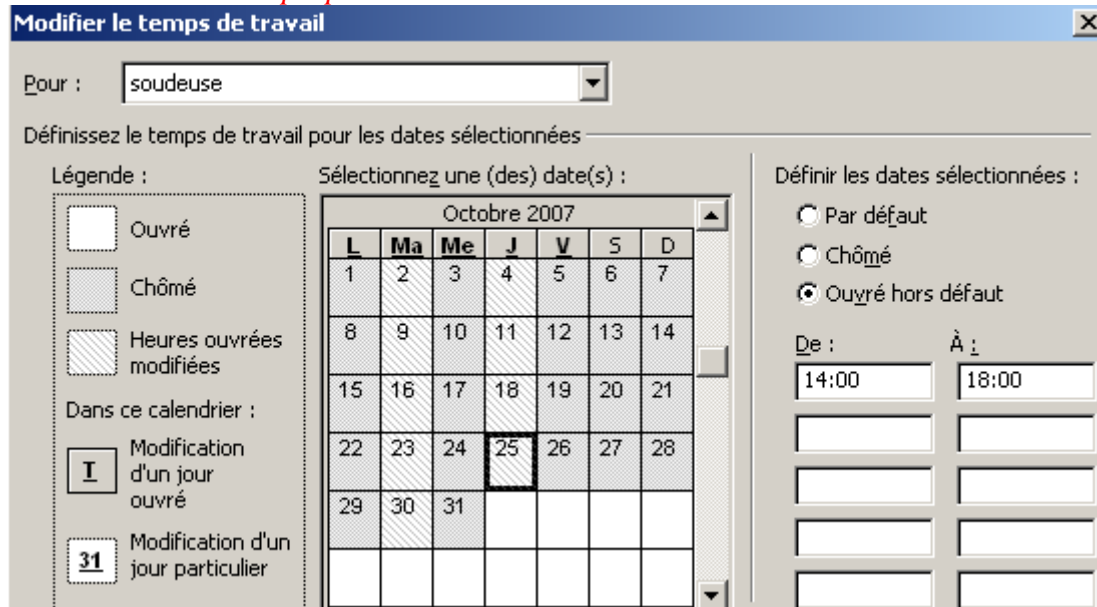 Modifier le temps de travail
Pour : soudeuse
Définissez le temps de travail pour les dates sélectionnées
Légende :
Ouvré
Chômé
Heures ouvrées
modifiées
Dans ce calendrier :
T
Modification
d'un jour
ouvré
31
Modification d'un
jour particulier
Sélectionnez une (des) date(s) :
Octobre 2007
L Ma Me J V S D
1 2 3 4 5 6 7
8 9 10 11 12 13 14
15 16 17 18 19 20 21
22 23 24 25 26 27 28
29 30 31
Définir les dates sélectionnées :
Par défaut
Chômé
Ouvré hors défaut
De : À :
14:00 18:00